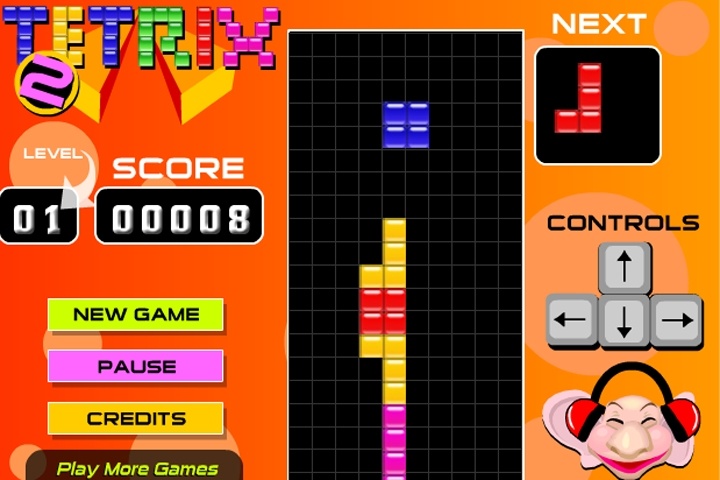 TETRIX
2
NEXT
LEVEL
SCORE
01
00008
CONTROLS
NEW GAME
PAUSE
CREDITS
Play More Games